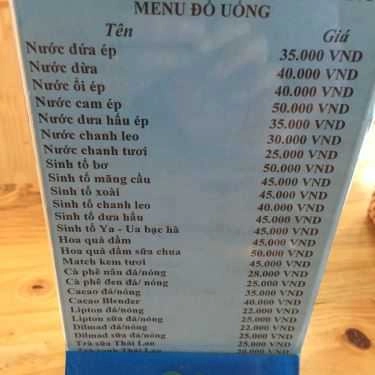 MENU ĐỒ UỐNG
Tên Giá
Nước dứa ép 35.000 VND
Nước dừa 40.000 VND
Nước ổi ép 40.000 VND
Nước cam ép 50.000 VND
Nước dưa hấu ép 35.000 VND
Nước chanh leo 30.000 VND
Nước chanh tươi 25.000 VND
Sinh tố bơ 50.000 VND
Sinh tố mãng cầu 45.000 VND
Sinh tố xoài 45.000 VND
Sinh tố chanh leo 40.000 VND
Sinh tố dưa hấu 45.000 VND
Sinh tố Ya - Ua bạc hà 45.000 VND
Hoa quả dầm 45.000 VND
Hoa quả dầm sữa chua 50.000 VND
Match kem tươi 45.000 VND
Cà phê nâu đá/nóng 28.000 VND
Cà phê đen đá/nóng 25.000 VND
Cacao đá/nóng 35.000 VND
Cacao Blender 40.000 VND
Lipton đá/nóng 22.000 VND
Lipton sữa đá/nóng 25.000 VND
Dilmad đá/nóng 22.000 VND
Dilmad sữa đá/nóng 25.000 VND
Trà sữa Thái Lan 25.000 VND
Trà xanh Thái Lan 20.000 VND